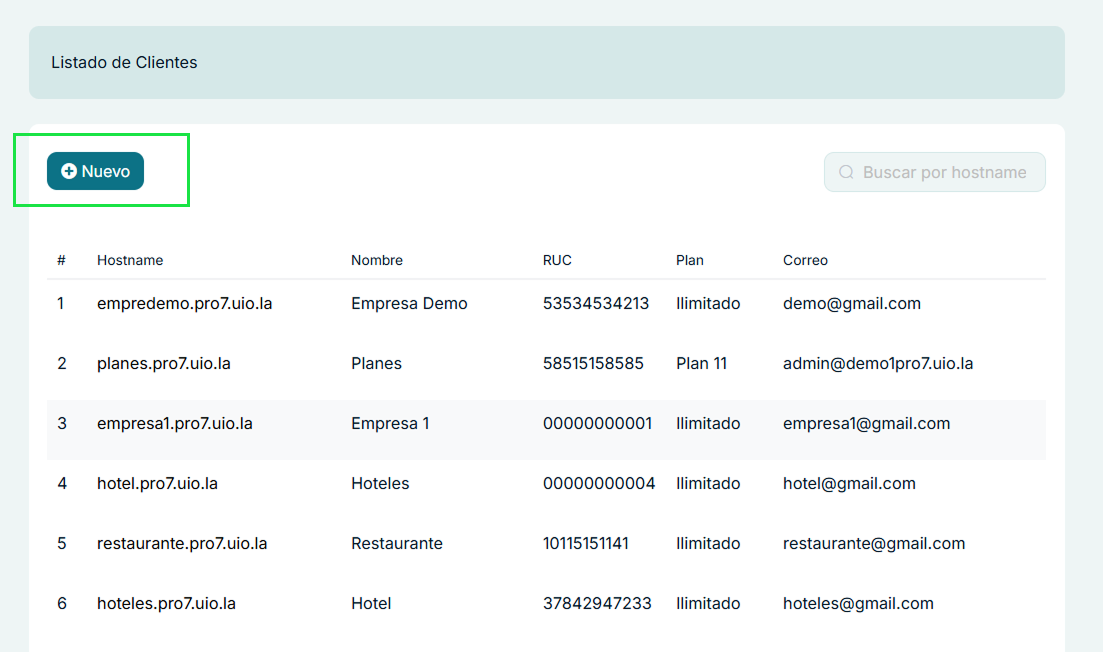 Listado de Clientes
Nuevo
Buscar por hostname
# Hostname Nombre RUC Plan Correo
1 empredemo.pro7.uio.la Empresa Demo 53534534213 Ilimitado demo@gmail.com
2 planes.pro7.uio.la Planes 58515158585 Plan 11 admin@demo1pro7.uio.la
3 empresa1.pro7.uio.la Empresa 1 00000000001 Ilimitado empresa1@gmail.com
4 hotel.pro7.uio.la Hoteles 00000000004 Ilimitado hotel@gmail.com
5 restaurante.pro7.uio.la Restaurante 10115151141 Ilimitado restaurante@gmail.com
6 hoteles.pro7.uio.la Hotel 37842947233 Ilimitado hoteles@gmail.com